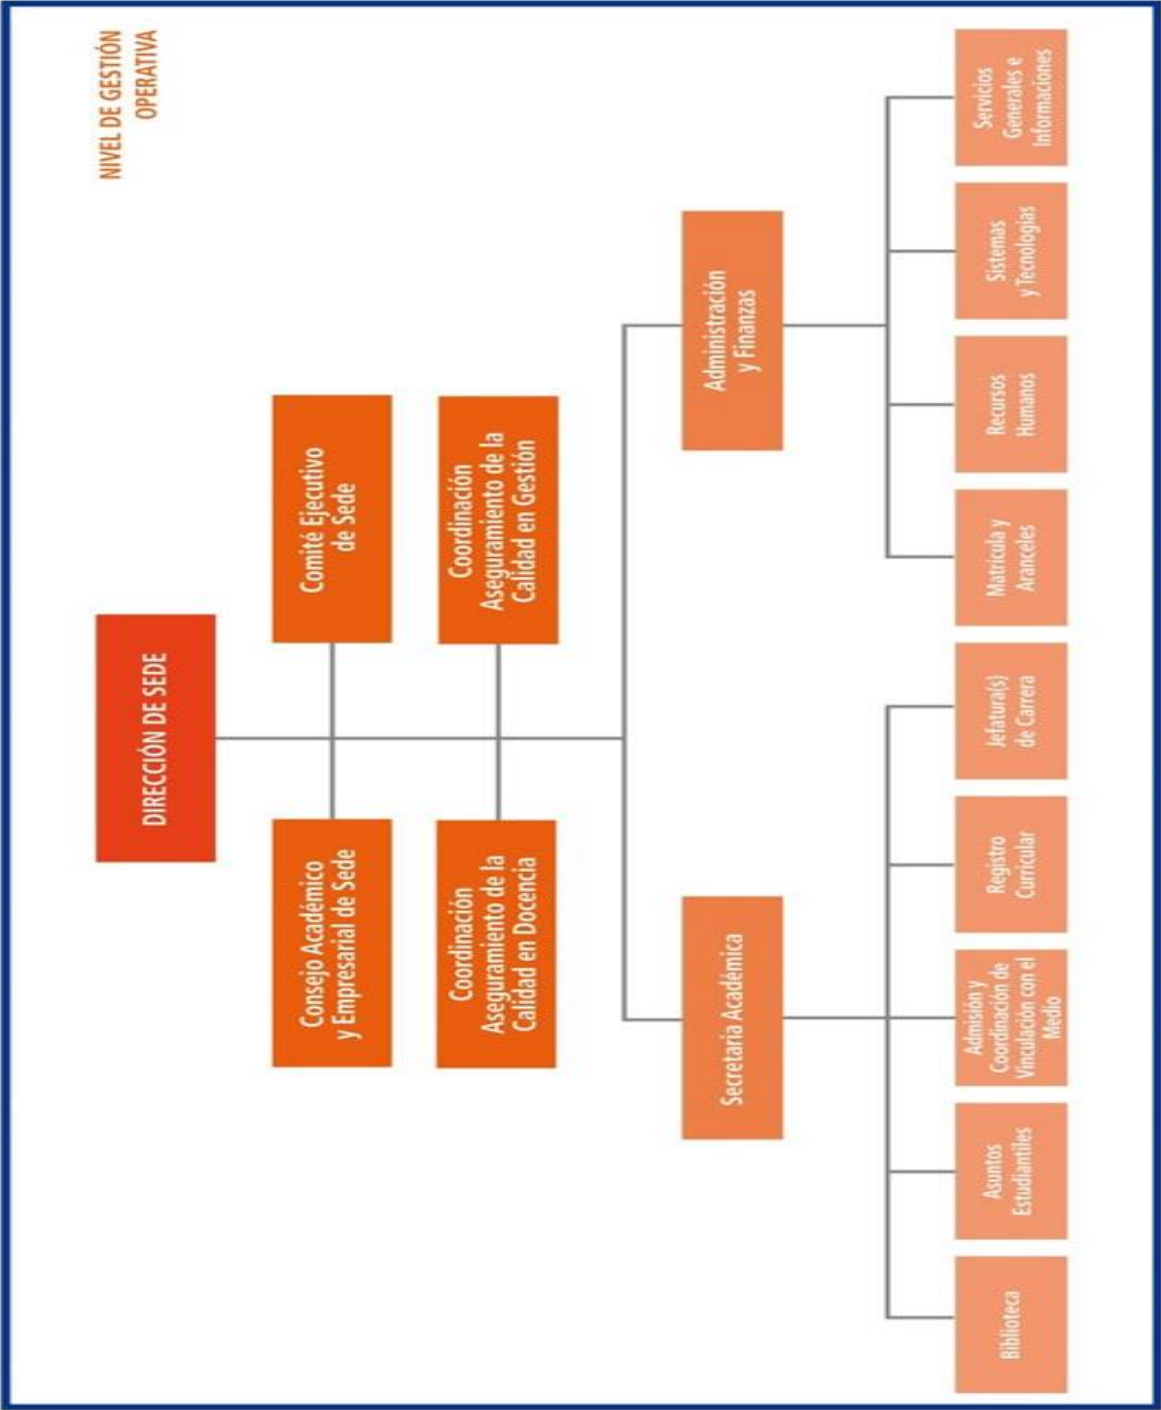 NIVEL DE GESTIÓN
OPERATIVA
DIRECCIÓN DE SEDE
Consejo Académico
y Empresarial de Sede
Comité Ejecutivo
de Sede
Coordinación
Aseguramiento de la
Calidad en Docencia
Coordinación
Aseguramiento de la
Calidad en Gestión
Secretaria Académica
Administración
y Finanzas
Biblioteca
Asuntos
Estudiantiles
Admisión y
Coordinación de
Vinculación con el
Medio
Registro
Curricular
Jefatura(s)
de Carrera
Matrícula y
Aranceles
Recursos
Humanos
Sistemas
y Tecnologías
Servicios
Generales e
Informaciones